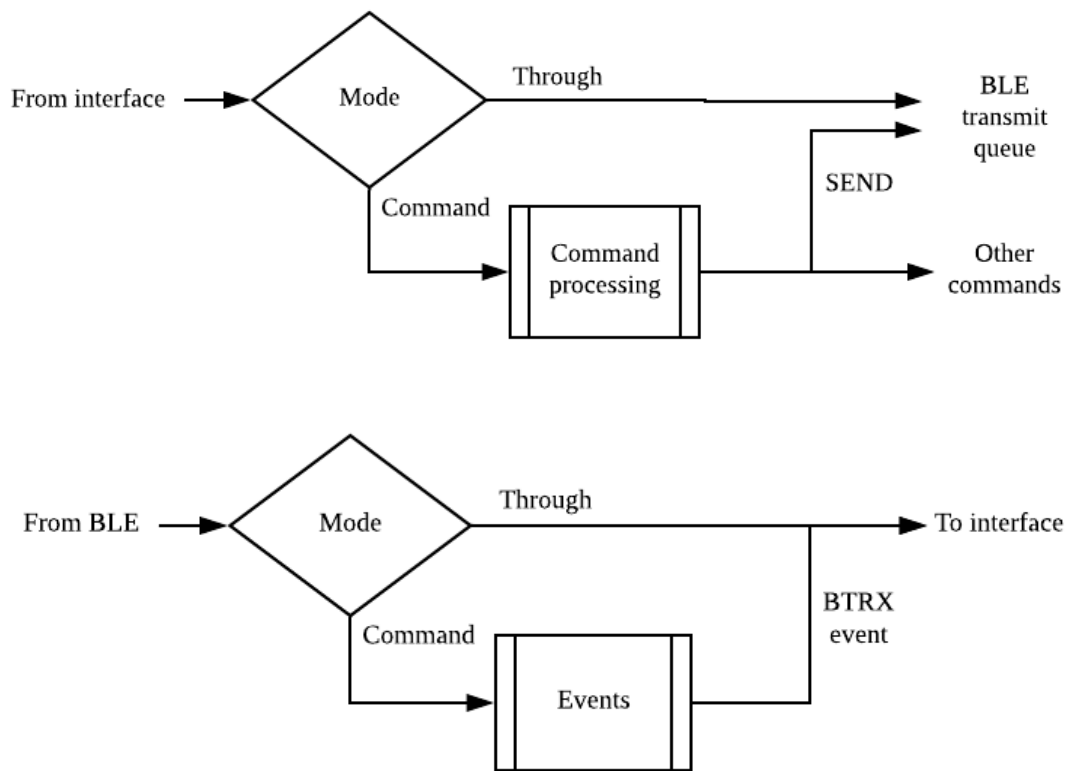 From interface
Mode
Through
BLE
transmit
queue
Command
SEND
Command
processing
Other
commands
From BLE
Mode
Through
To interface
Command
BTRX
event
Events